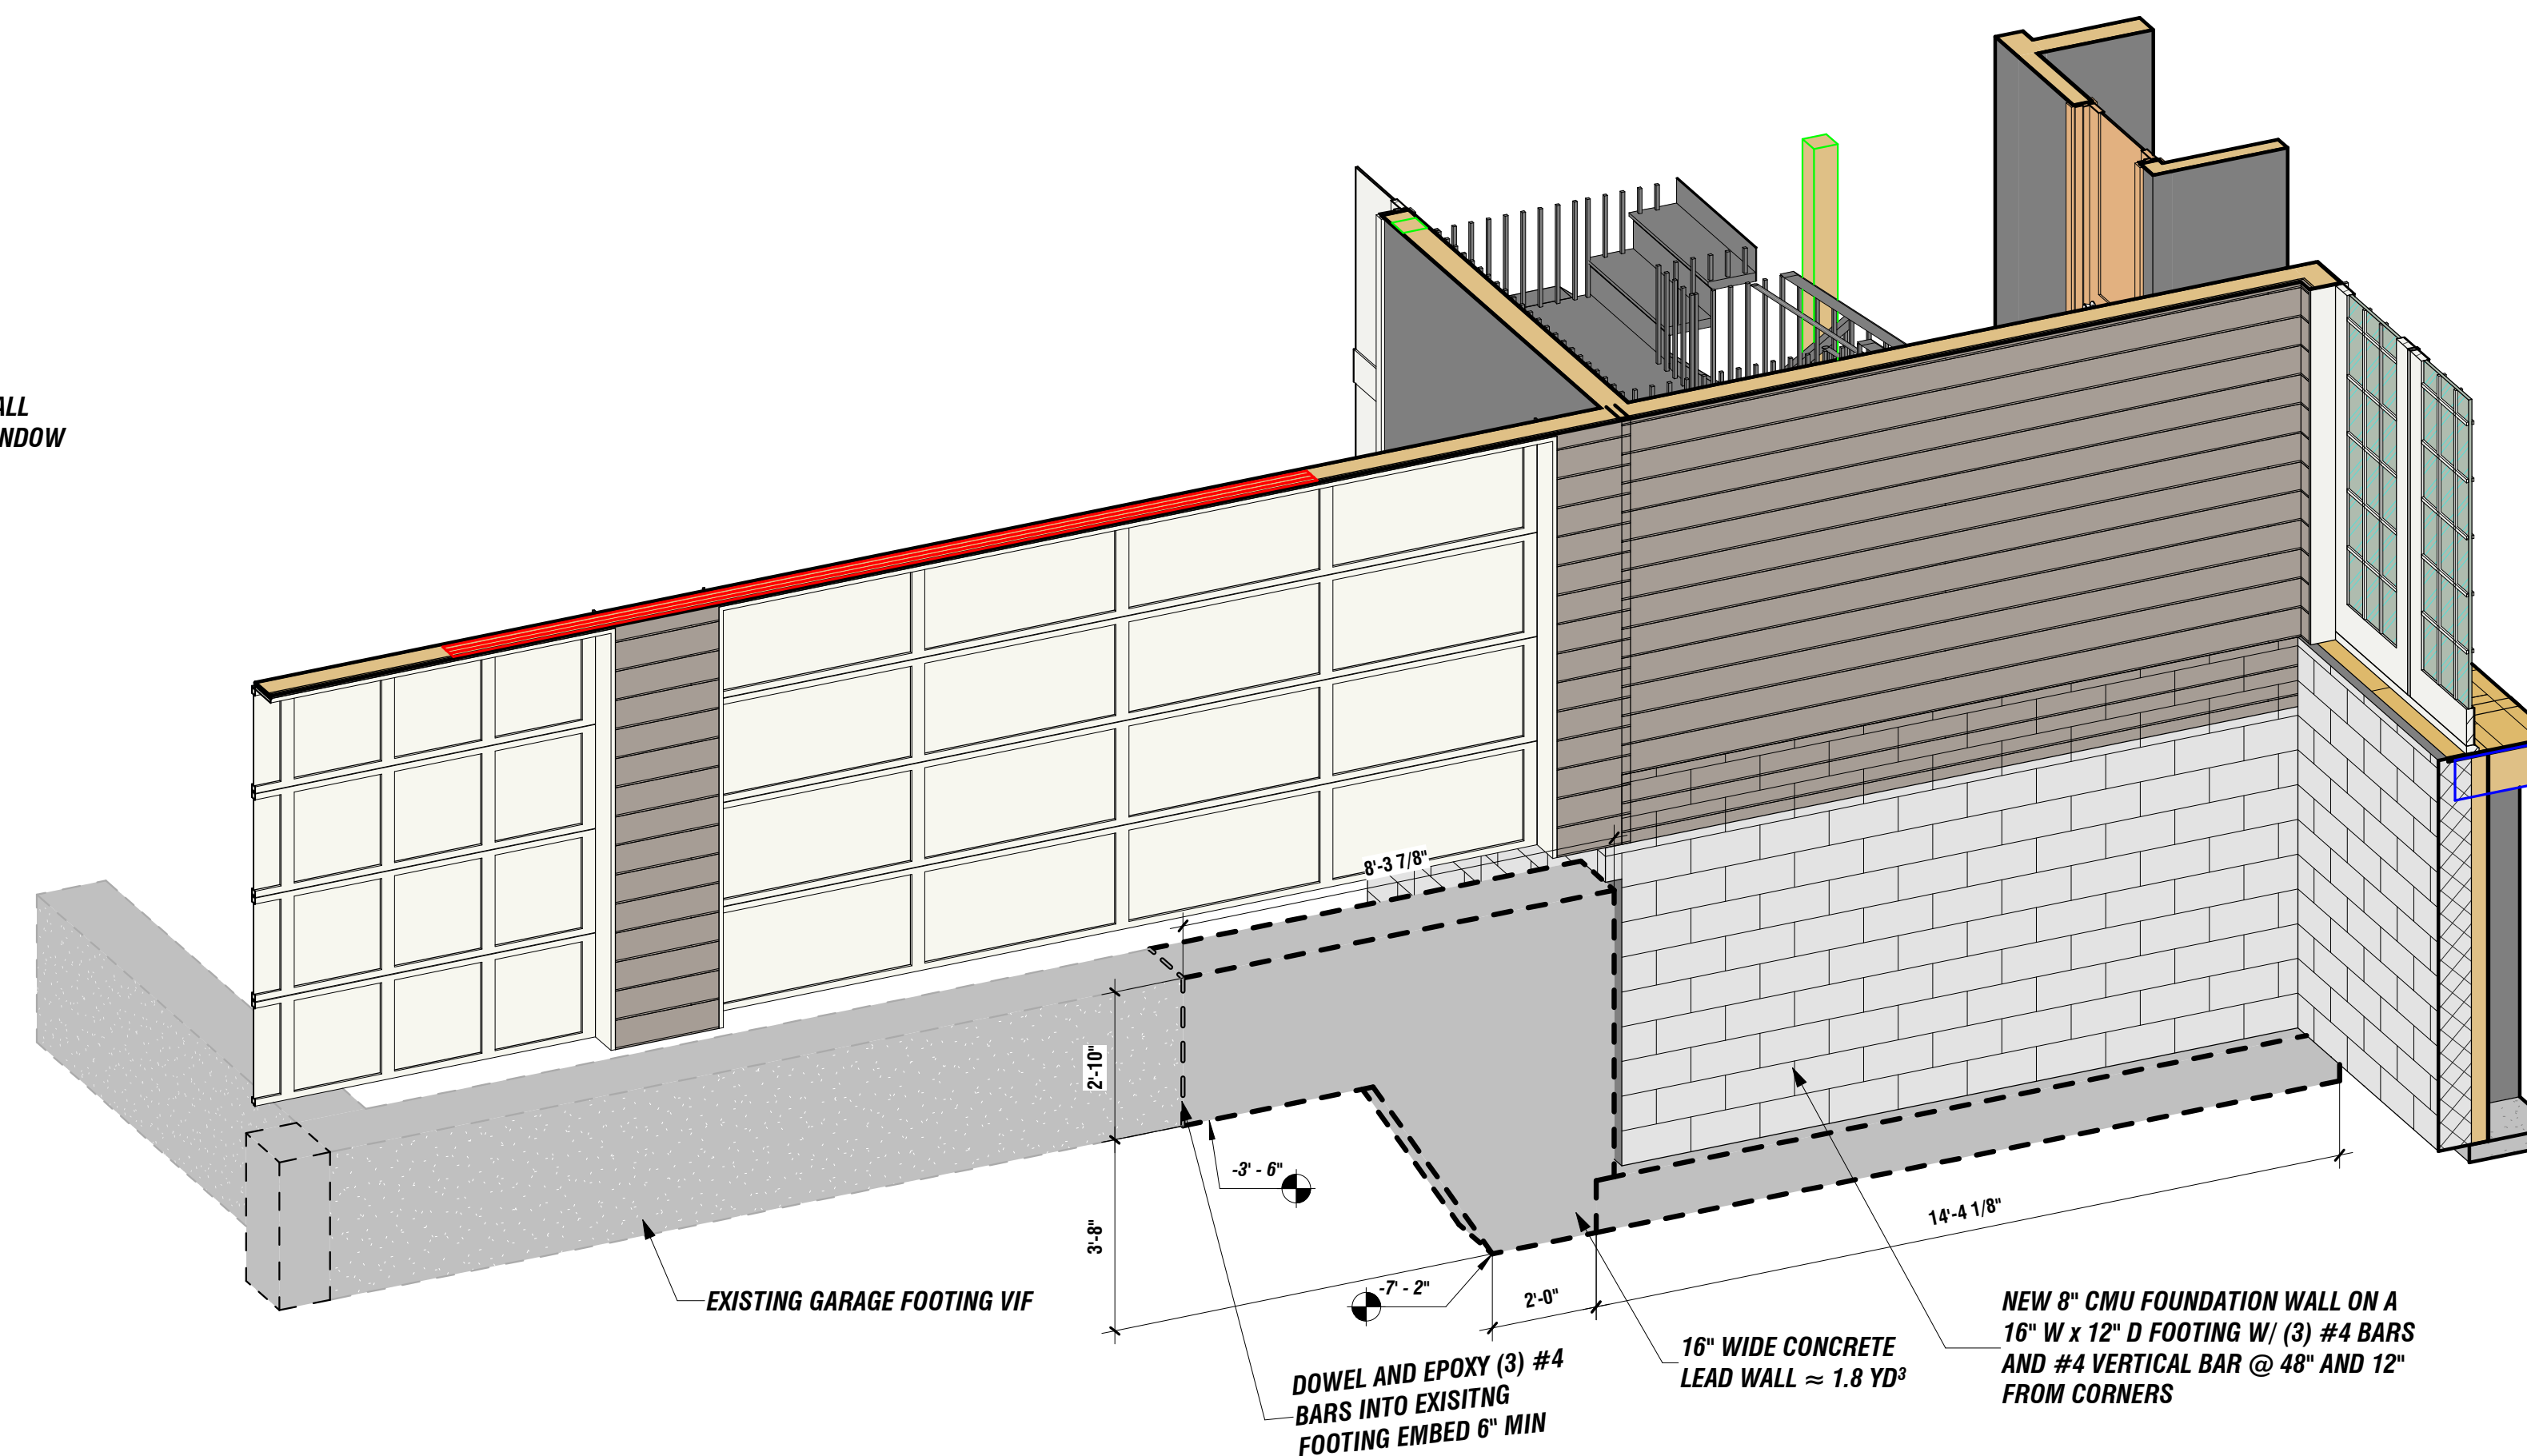 ALL
NDOW
8'-3 7/8"
2'-10"
-3' - 6"
3'-8"
-7' - 2"
2'-0"
14'-4 1/8"
EXISTING GARAGE FOOTING VIF
DOWEL AND EPOXY (3) #4
BARS INTO EXISITNG
FOOTING EMBED 6" MIN
16" WIDE CONCRETE
LEAD WALL ≈ 1.8 YD³
NEW 8" CMU FOUNDATION WALL ON A
16" W x 12" D FOOTING W/ (3) #4 BARS
AND #4 VERTICAL BAR @ 48" AND 12"
FROM CORNERS